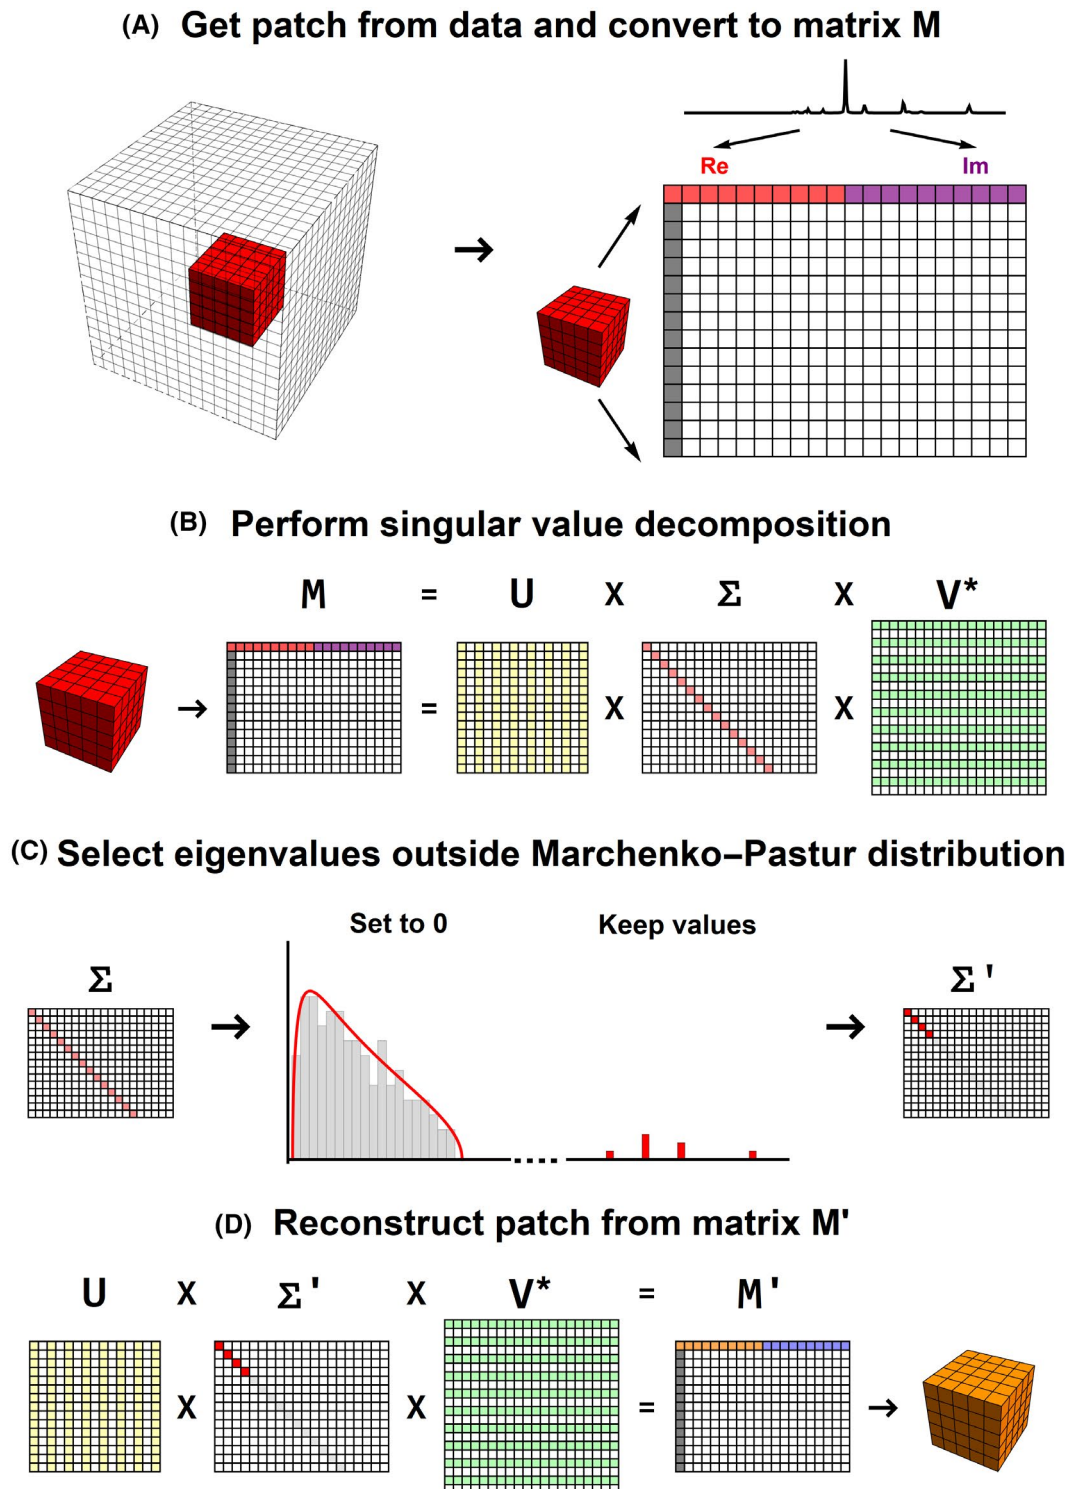 (A) Get patch from data and convert to matrix M
Re Im
(B) Perform singular value decomposition
M = U X Σ X V*
= X X
(C) Select eigenvalues outside Marchenko–Pastur distribution
Set to 0 Keep values
Σ Σ'
(D) Reconstruct patch from matrix M'
U X Σ' X V* = M'
X X =